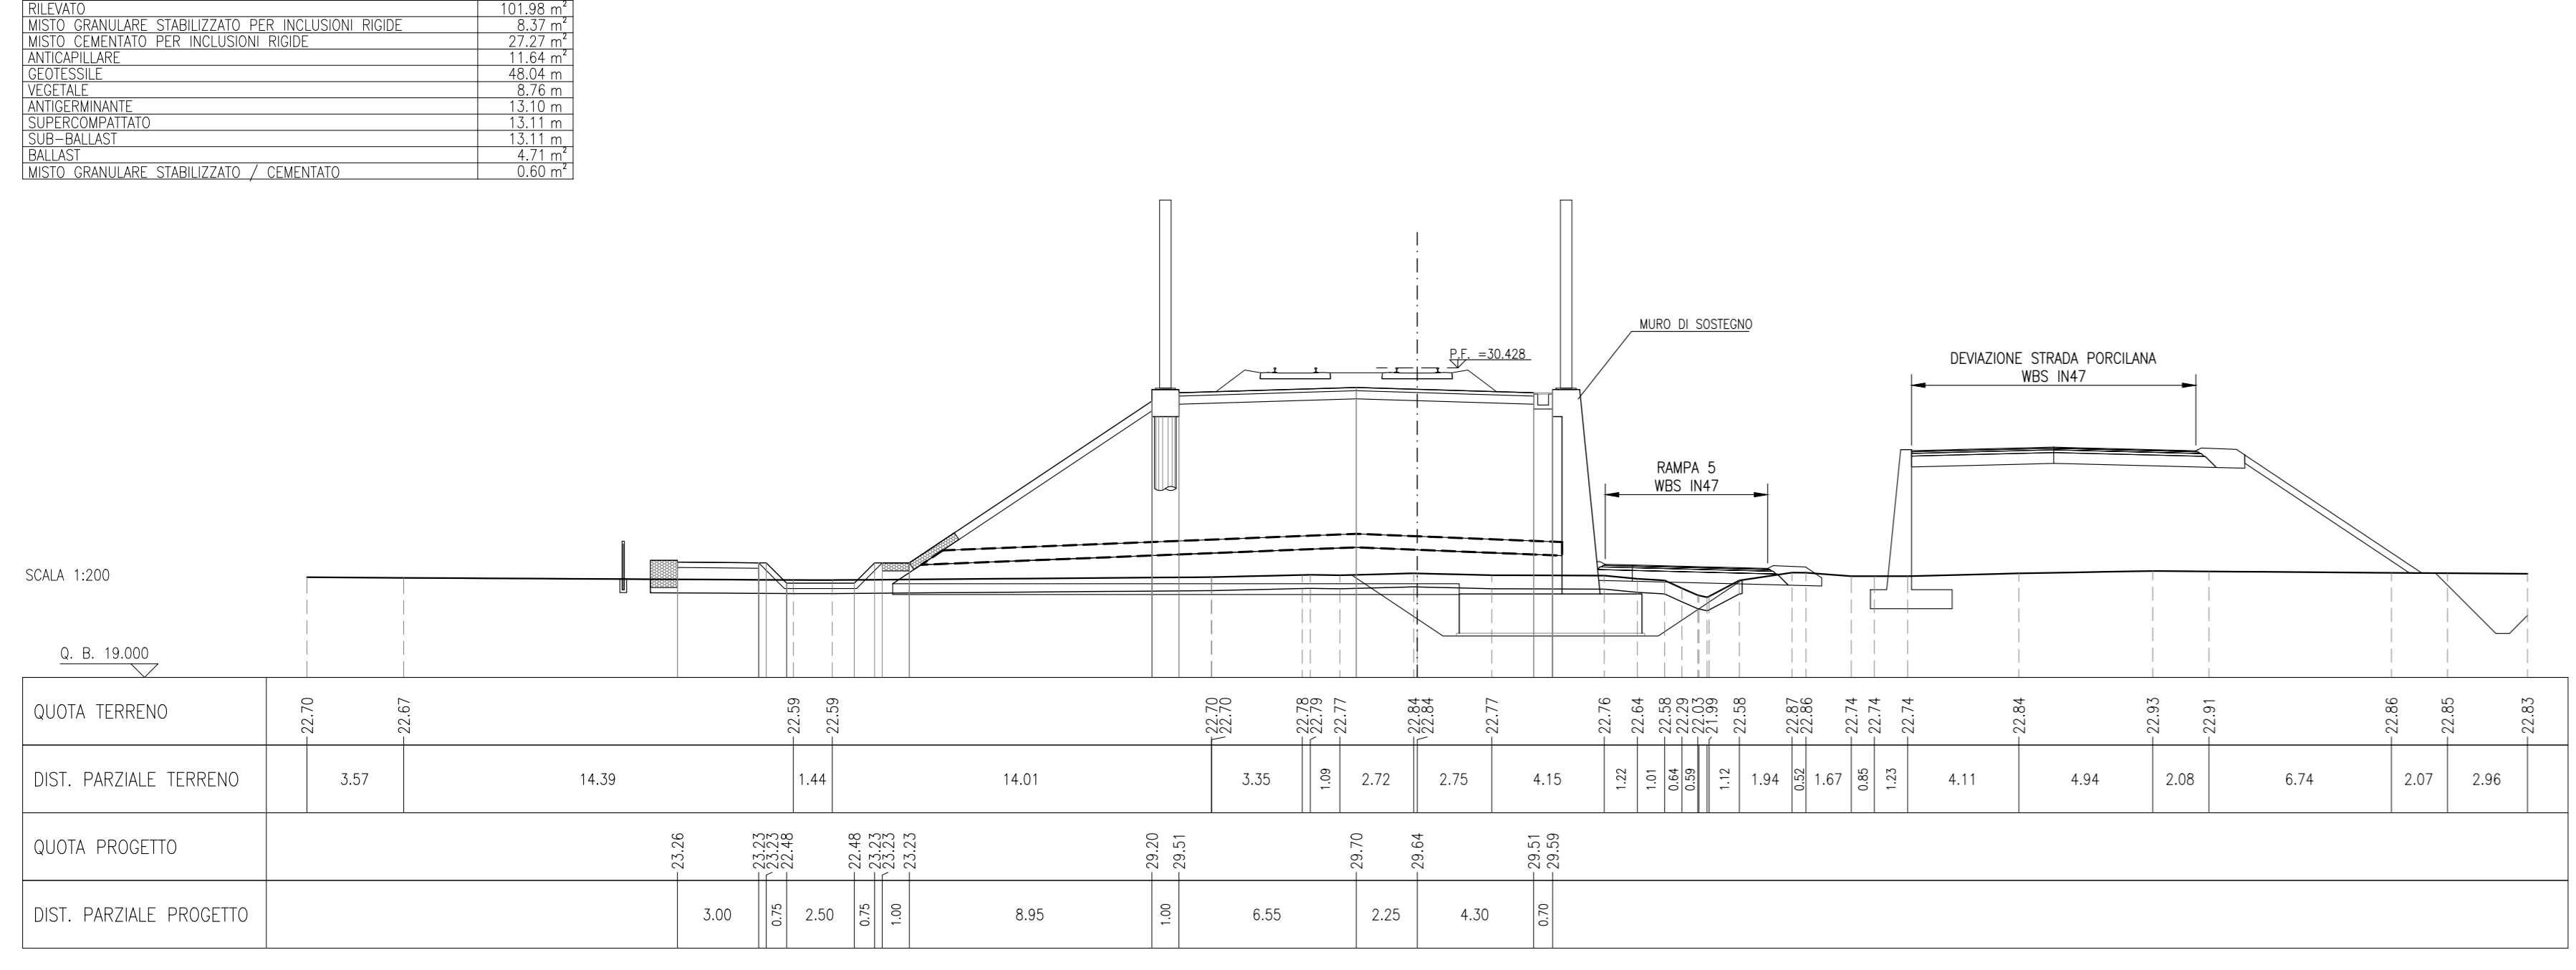 RILEVATO 101.98 m²
MISTO GRANULARE STABILIZZATO PER INCLUSIONI RIGIDE 8.37 m²
MISTO CEMENTATO PER INCLUSIONI RIGIDE 27.27 m²
ANTICAPILLARE 11.64 m²
GEOTESSILE 48.04 m
VEGETALE 8.76 m
ANTIGERMINANTE 13.10 m
SUPERCOMPATTATO 13.11 m
SUB-BALLAST 13.11 m
BALLAST 4.71 m²
MISTO GRANULARE STABILIZZATO / CEMENTATO 0.60 m²
MURO DI SOSTEGNO
P.F. =30.428
DEVIAZIONE STRADA PORCILANA
WBS IN47
RAMPA 5
WBS IN47
SCALA 1:200
Q. B. 19.000
QUOTA TERRENO 22.70 22.67 22.59 22.59 22.70 22.70 22.78 22.79 22.77 22.84 22.84 22.77 22.76 22.64 22.58 22.29 22.03 21.99 22.58 22.87 22.86 22.74 22.74 22.74 22.84 22.93 22.91 22.86 22.85 22.83
DIST. PARZIALE TERRENO 3.57 14.39 1.44 14.01 3.35 1.09 2.72 2.75 4.15 1.22 1.01 0.64 0.59 1.12 1.94 0.52 1.67 0.85 1.23 4.11 4.94 2.08 6.74 2.07 2.96
QUOTA PROGETTO 23.26 23.23 23.23 22.48 22.48 23.23 23.23 23.23 29.20 29.51 29.70 29.64 29.51 29.59
DIST. PARZIALE PROGETTO 3.00 0.75 2.50 0.75 1.00 8.95 1.00 6.55 2.25 4.30 0.70